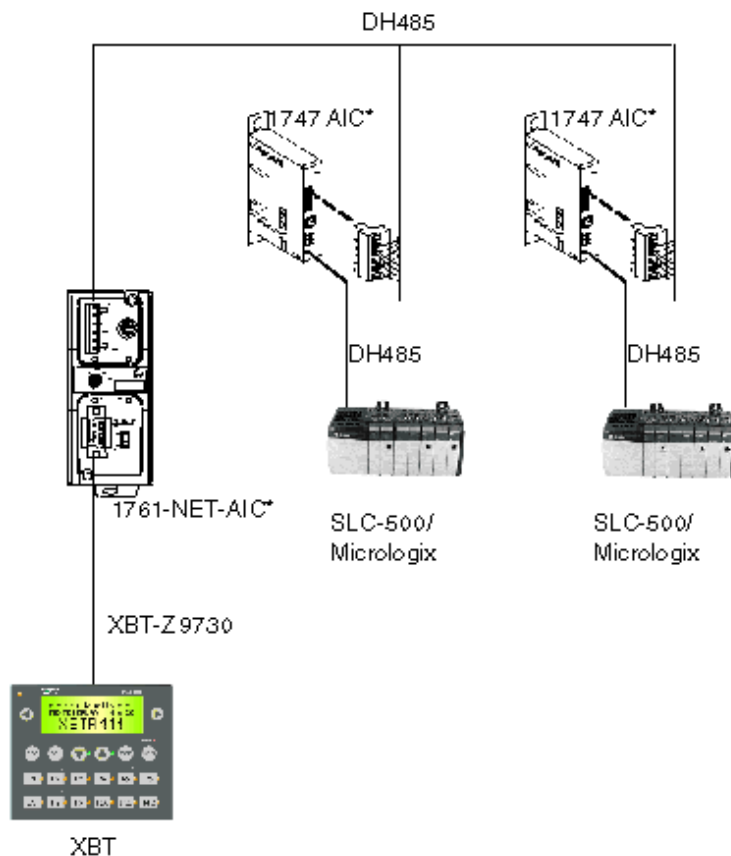 DH485
1747 AIC*
1747 AIC*
DH485
DH485
1761-NET-AIC*
SLC-500/
Micrologix
SLC-500/
Micrologix
XBT-Z9730
XBT